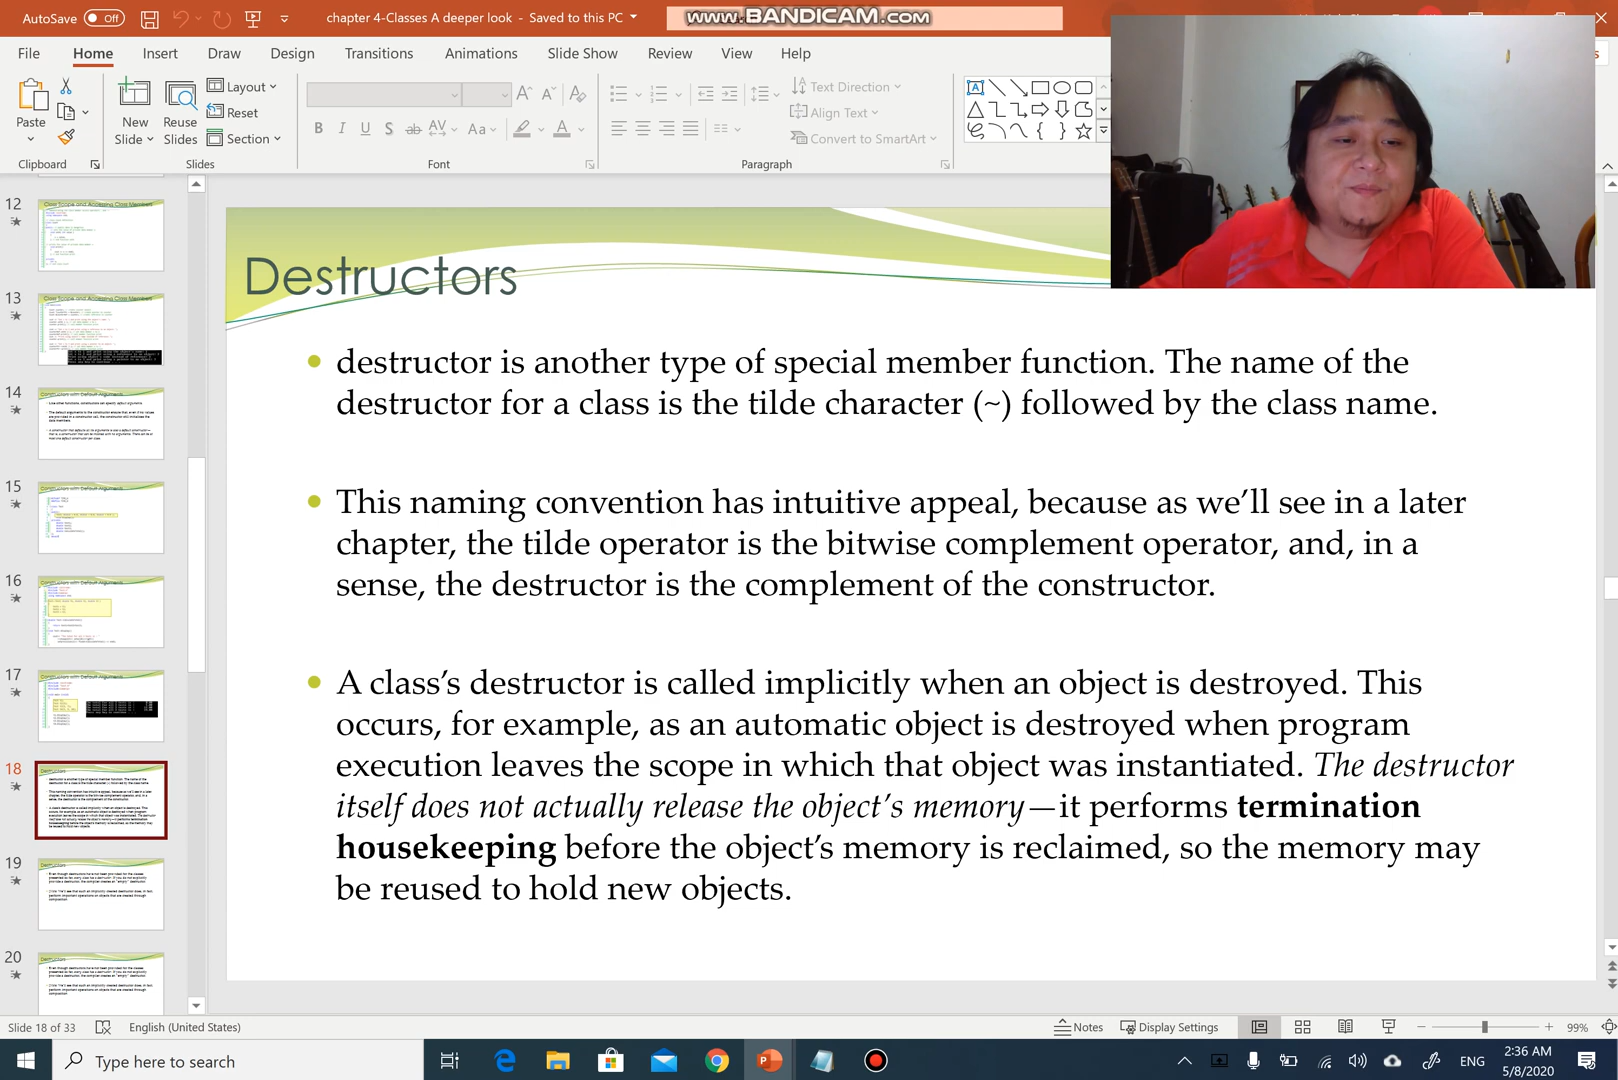 AutoSave Off
chapter 4-Classes A deeper look - Saved to this PC
www.BANDICAM.com
File Home Insert Draw Design Transitions Animations Slide Show Review View Help
Paste
New Slide
Reuse Slides
Layout
Reset
Section
Text Direction
Align Text
Convert to SmartArt
Clipboard Slides Font Paragraph
12
13
14
15
16
17
18
19
20
Destructors
destructor is another type of special member function. The name of the
destructor for a class is the tilde character (~) followed by the class name.
This naming convention has intuitive appeal, because as we’ll see in a later
chapter, the tilde operator is the bitwise complement operator, and, in a
sense, the destructor is the complement of the constructor.
A class’s destructor is called implicitly when an object is destroyed. This
occurs, for example, as an automatic object is destroyed when program
execution leaves the scope in which that object was instantiated. The destructor
itself does not actually release the object’s memory—it performs termination
housekeeping before the object’s memory is reclaimed, so the memory may
be reused to hold new objects.
Slide 18 of 33 English (United States) Notes Display Settings 99%
Type here to search
ENG
2:36 AM
5/8/2020